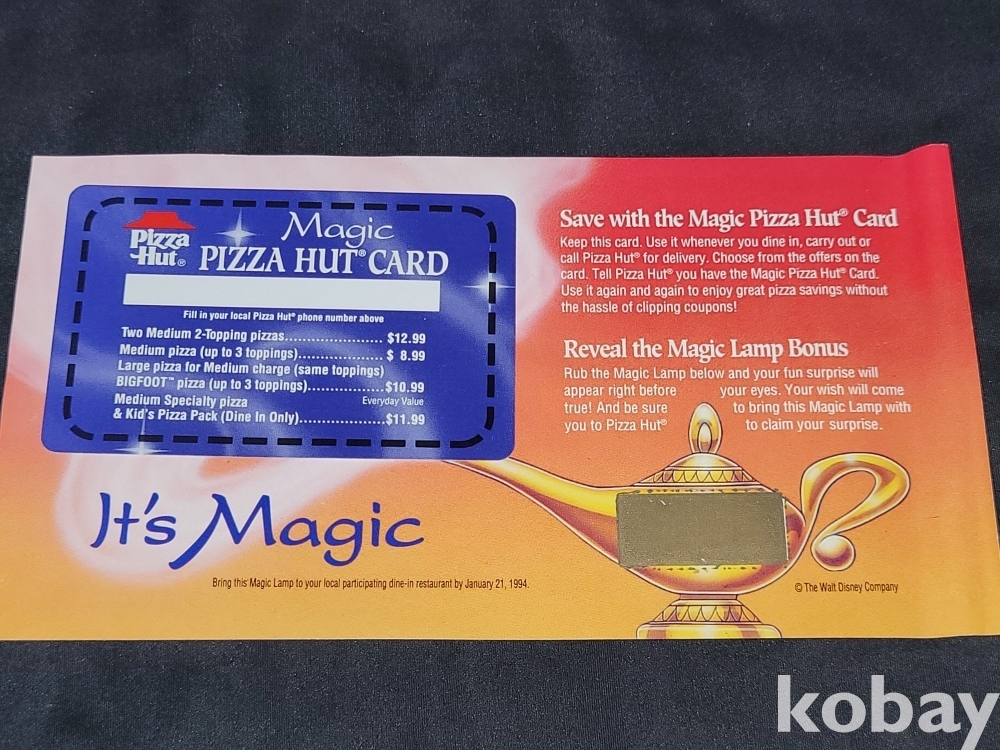 Pizza Hut®
Magic
PIZZA HUT® CARD
Fill in your local Pizza Hut® phone number above
Two Medium 2-Topping pizzas..................... $12.99
Medium pizza (up to 3 toppings).................. $ 8.99
Large pizza for Medium charge (same toppings)
BIGFOOT™ pizza (up to 3 toppings)................$10.99
Medium Specialty pizza Everyday Value
& Kid's Pizza Pack (Dine In Only)..................$11.99
It's Magic
Bring this Magic Lamp to your local participating dine-in restaurant by January 21, 1994.
Save with the Magic Pizza Hut® Card
Keep this card. Use it whenever you dine in, carry out or
call Pizza Hut® for delivery. Choose from the offers on the
card. Tell Pizza Hut® you have the Magic Pizza Hut® Card.
Use it again and again to enjoy great pizza savings without
the hassle of clipping coupons!
Reveal the Magic Lamp Bonus
Rub the Magic Lamp below and your fun surprise will
appear right before your eyes. Your wish will come
true! And be sure to bring this Magic Lamp with
you to Pizza Hut® to claim your surprise.
© The Walt Disney Company
kobay